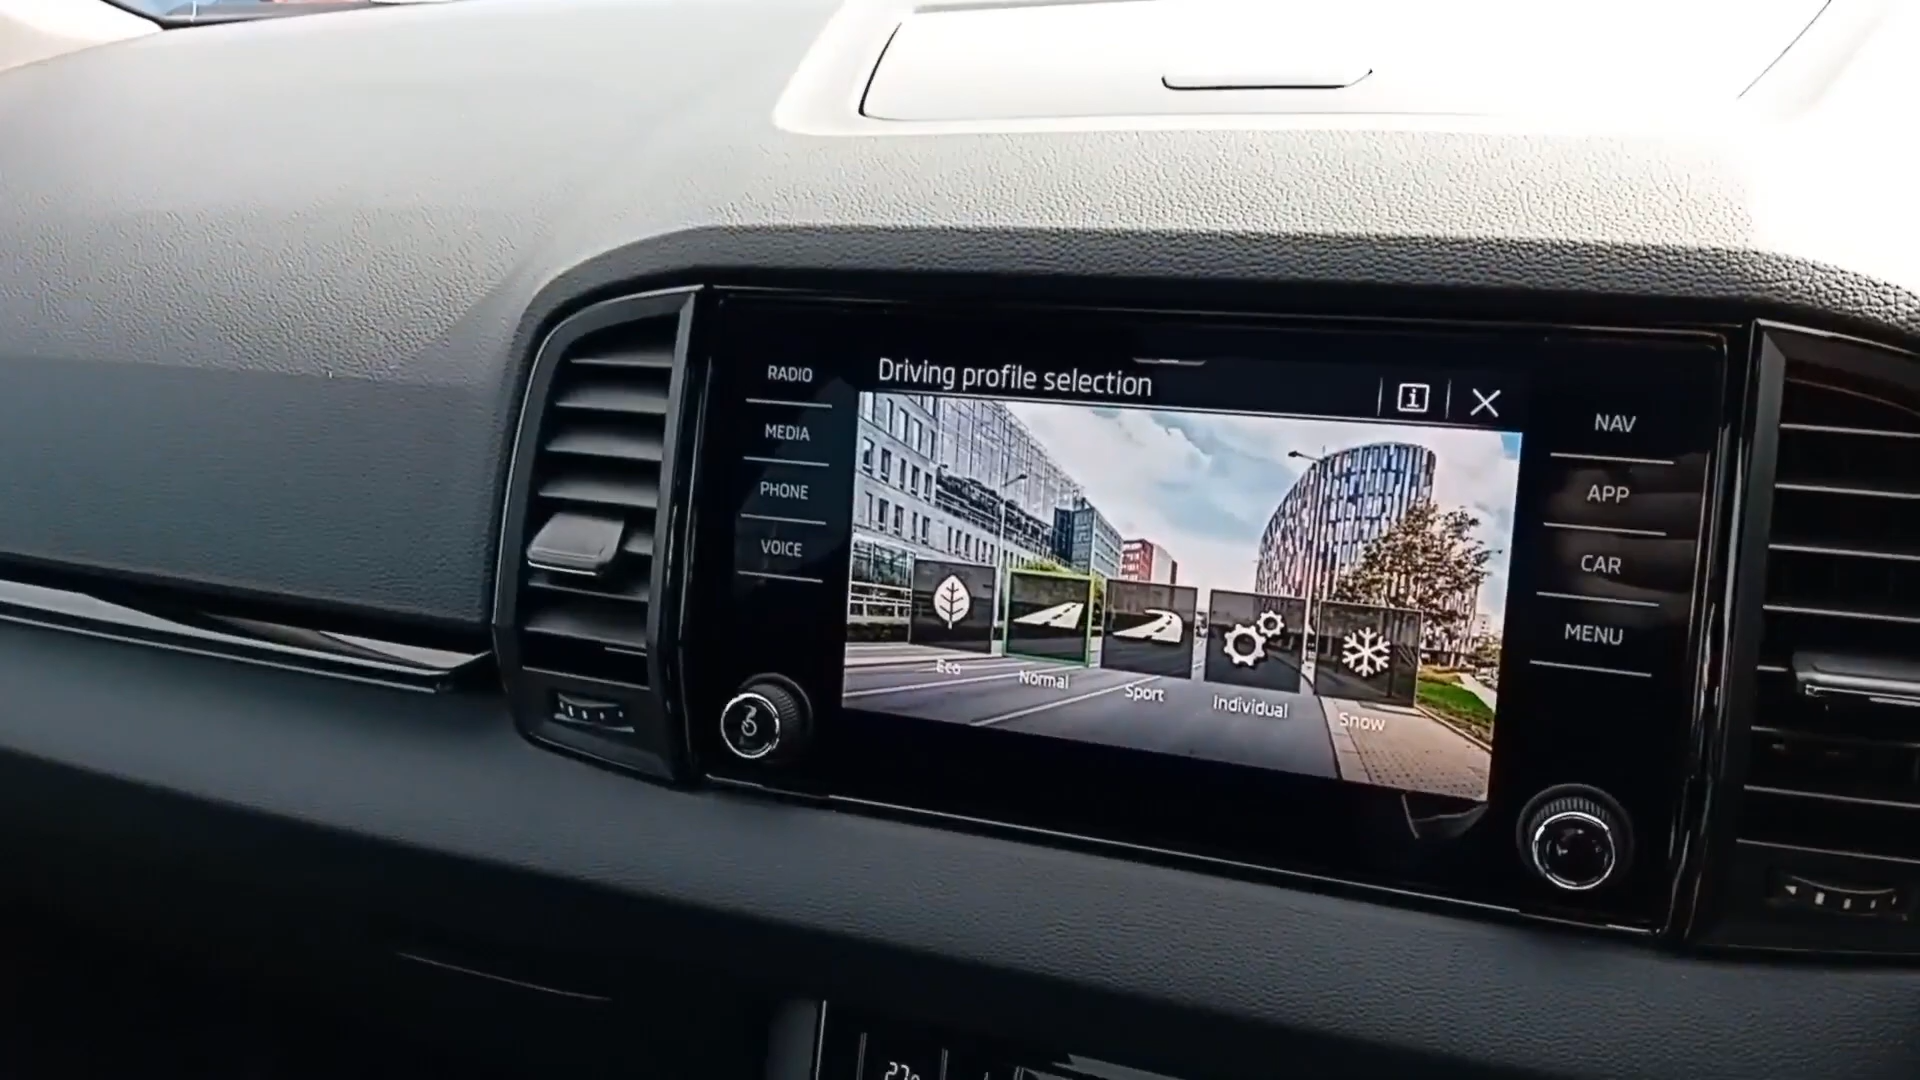 Driving profile selection
RADIO
MEDIA
PHONE
VOICE
NAV
APP
CAR
MENU
Eco
Normal
Sport
Individual
Snow